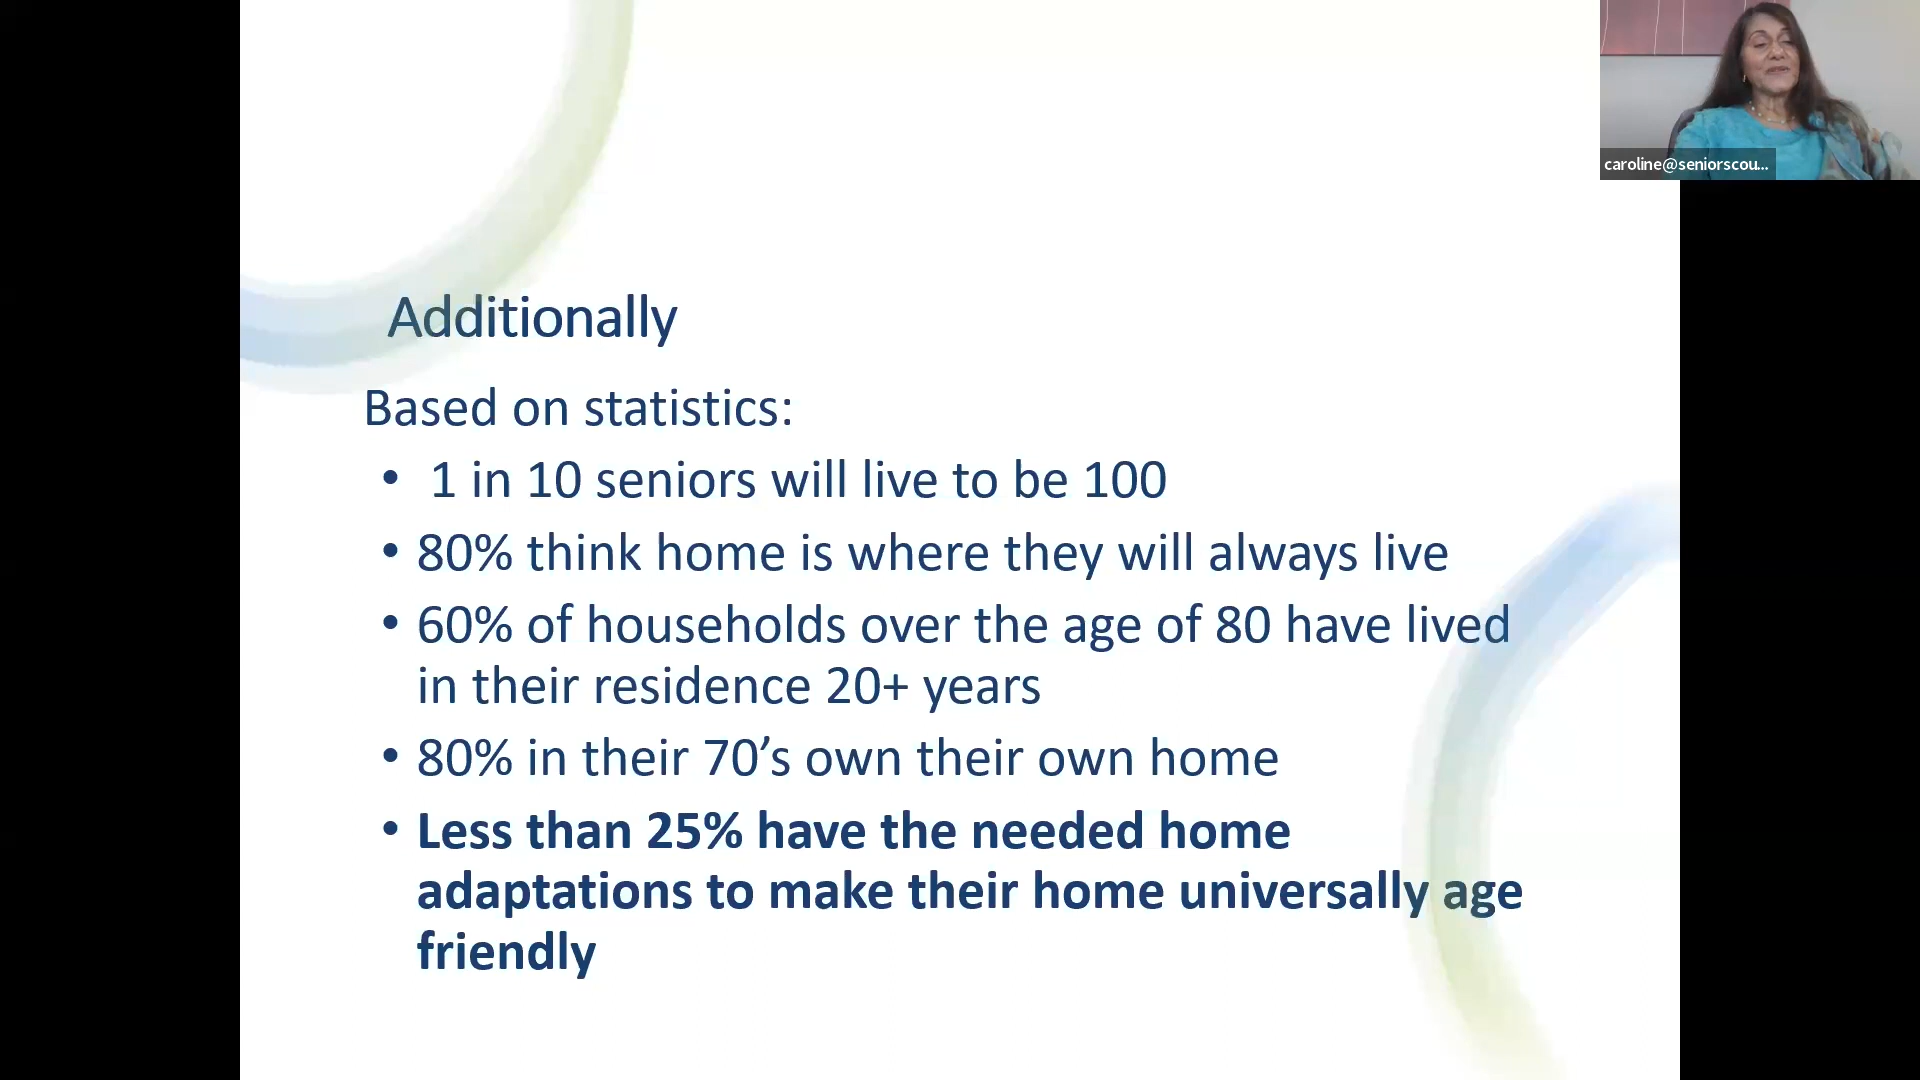 caroline@seniorscou...
Additionally
Based on statistics:
• 1 in 10 seniors will live to be 100
• 80% think home is where they will always live
• 60% of households over the age of 80 have lived
in their residence 20+ years
• 80% in their 70’s own their own home
• Less than 25% have the needed home
adaptations to make their home universally age
friendly